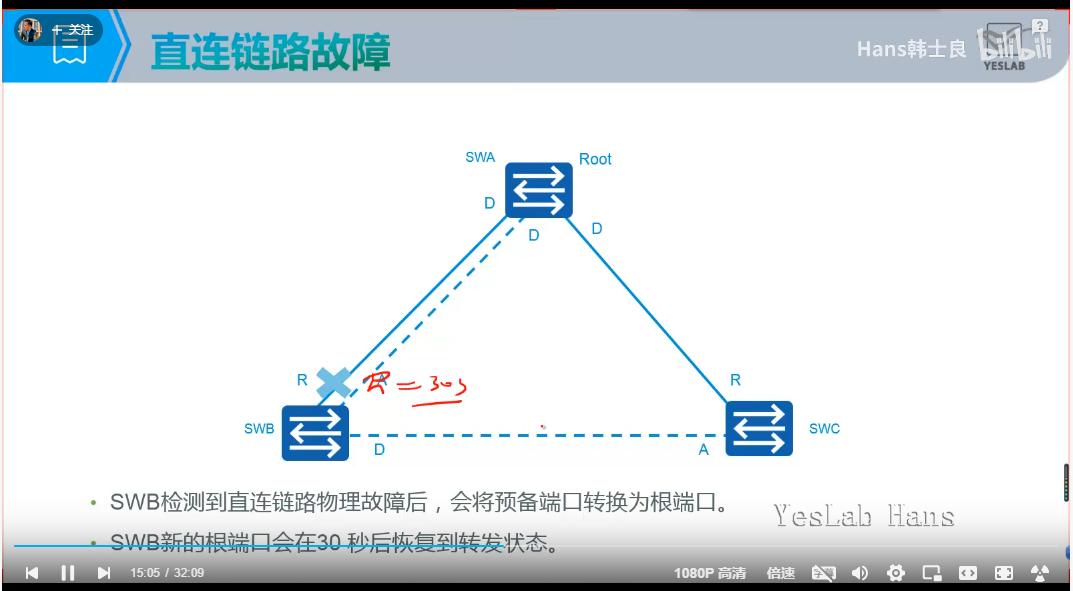 + 关注
直连链路故障
Hans韩士良
bilibili
YESLAB
?
SWA
Root
D
D
D
R
A
R = 30s
R
SWB
D
A
SWC
• SWB检测到直连链路物理故障后，会将预备端口转换为根端口。
YesLab Hans
• SWB新的根端口会在30 秒后恢复到转发状态。
15:05 / 32:09
1080P 高清
倍速